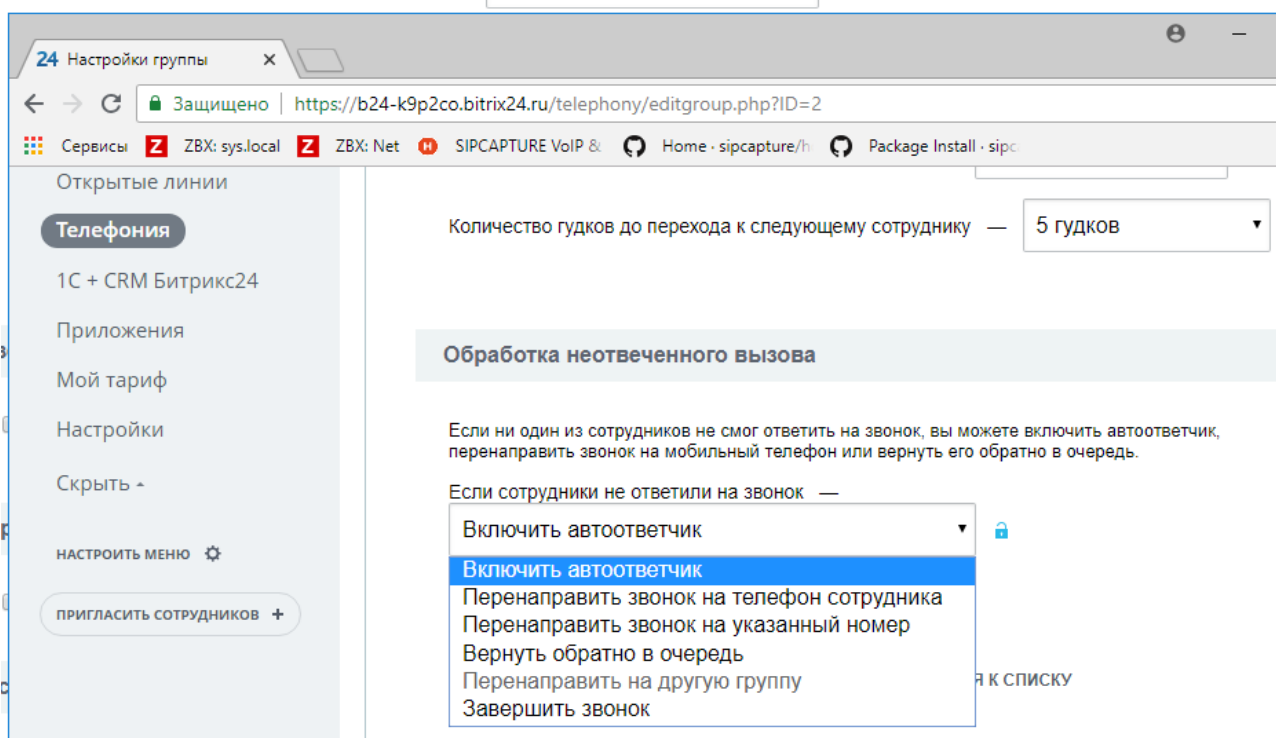 24 Настройки группы
Защищено | https://b24-k9p2co.bitrix24.ru/telephony/editgroup.php?ID=2
Сервисы Z ZBX: sys.local Z ZBX: Net H SIPCAPTURE VoIP & Home · sipcapture/h Package Install · sipc
Открытые линии
Телефония
1С + CRM Битрикс24
Приложения
Мой тариф
Настройки
Скрыть
НАСТРОИТЬ МЕНЮ
ПРИГЛАСИТЬ СОТРУДНИКОВ +
Количество гудков до перехода к следующему сотруднику — 5 гудков
Обработка неотвеченного вызова
Если ни один из сотрудников не смог ответить на звонок, вы можете включить автоответчик,
перенаправить звонок на мобильный телефон или вернуть его обратно в очередь.
Если сотрудники не ответили на звонок —
Включить автоответчик
Включить автоответчик
Перенаправить звонок на телефон сотрудника
Перенаправить звонок на указанный номер
Вернуть обратно в очередь
Перенаправить на другую группу
Я К СПИСКУ
Завершить звонок